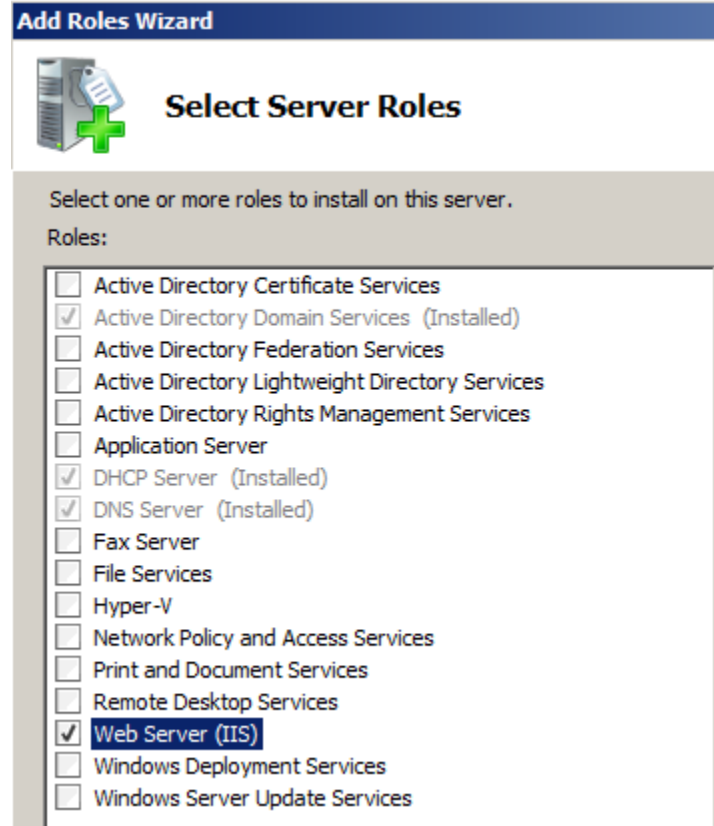 Add Roles Wizard
Select Server Roles
Select one or more roles to install on this server.
Roles:
Active Directory Certificate Services
Active Directory Domain Services (Installed)
Active Directory Federation Services
Active Directory Lightweight Directory Services
Active Directory Rights Management Services
Application Server
DHCP Server (Installed)
DNS Server (Installed)
Fax Server
File Services
Hyper-V
Network Policy and Access Services
Print and Document Services
Remote Desktop Services
Web Server (IIS)
Windows Deployment Services
Windows Server Update Services